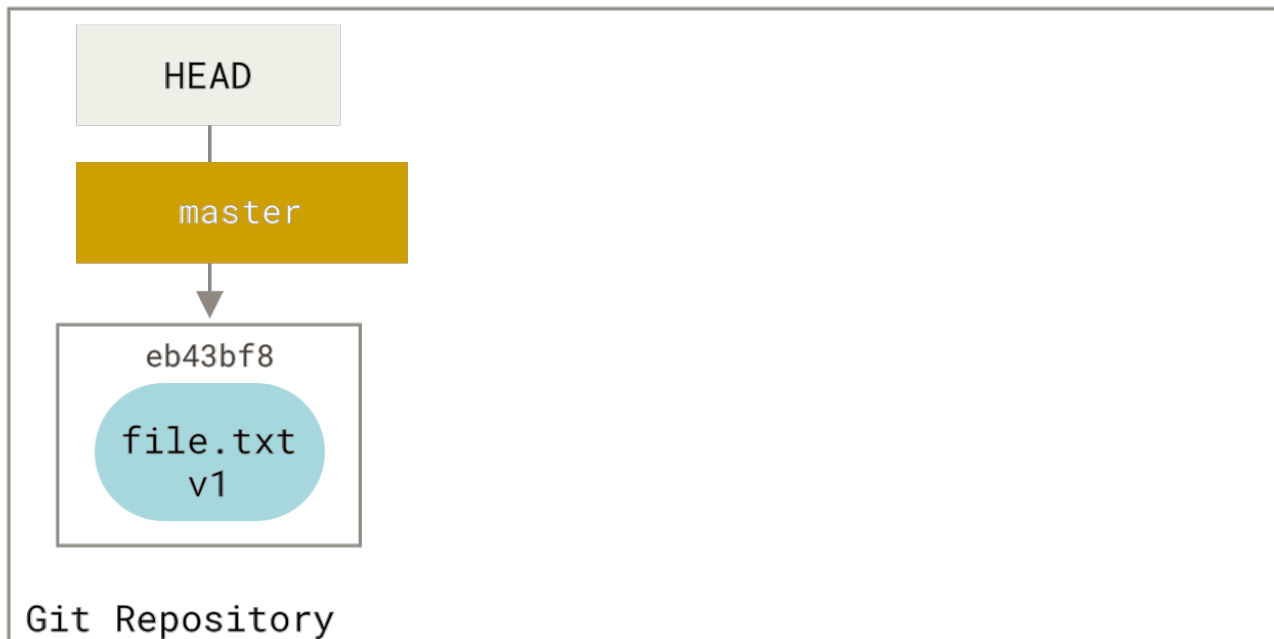 HEAD
master
eb43bf8
file.txt
v1
Git Repository